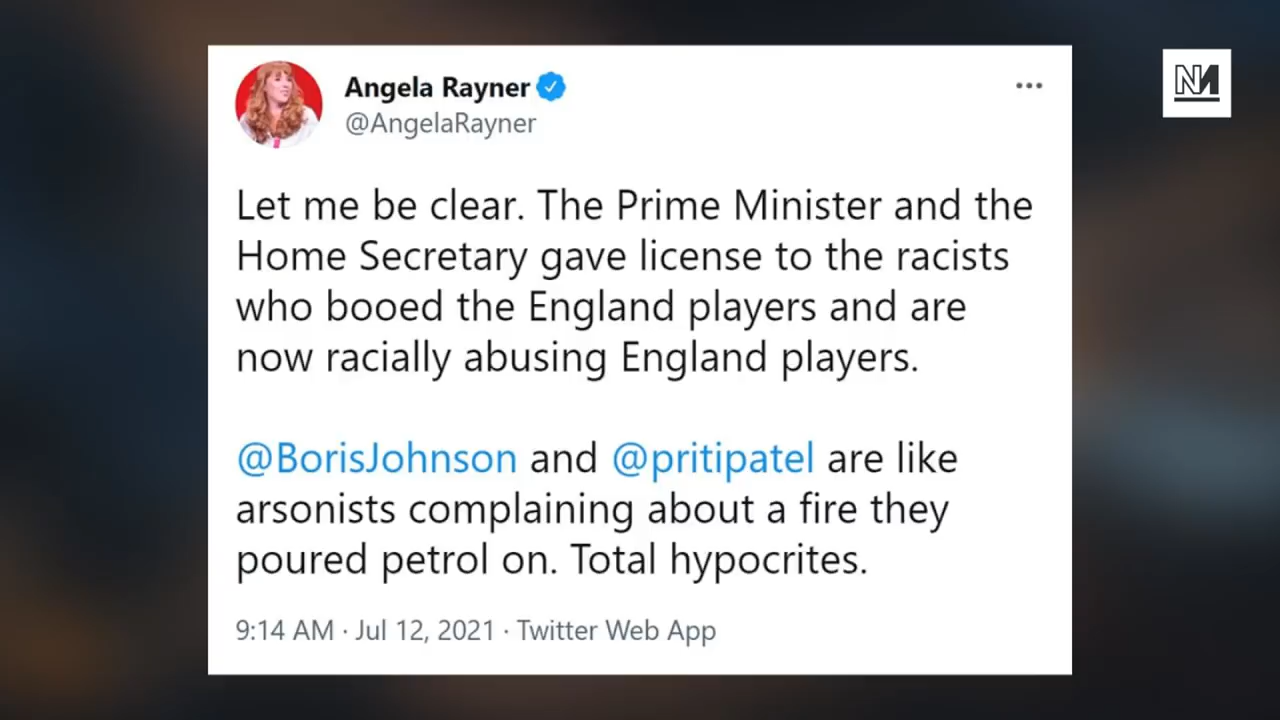 Angela Rayner
@AngelaRayner
Let me be clear. The Prime Minister and the
Home Secretary gave license to the racists
who booed the England players and are
now racially abusing England players.
@BorisJohnson and @pritipatel are like
arsonists complaining about a fire they
poured petrol on. Total hypocrites.
9:14 AM · Jul 12, 2021 · Twitter Web App
NM